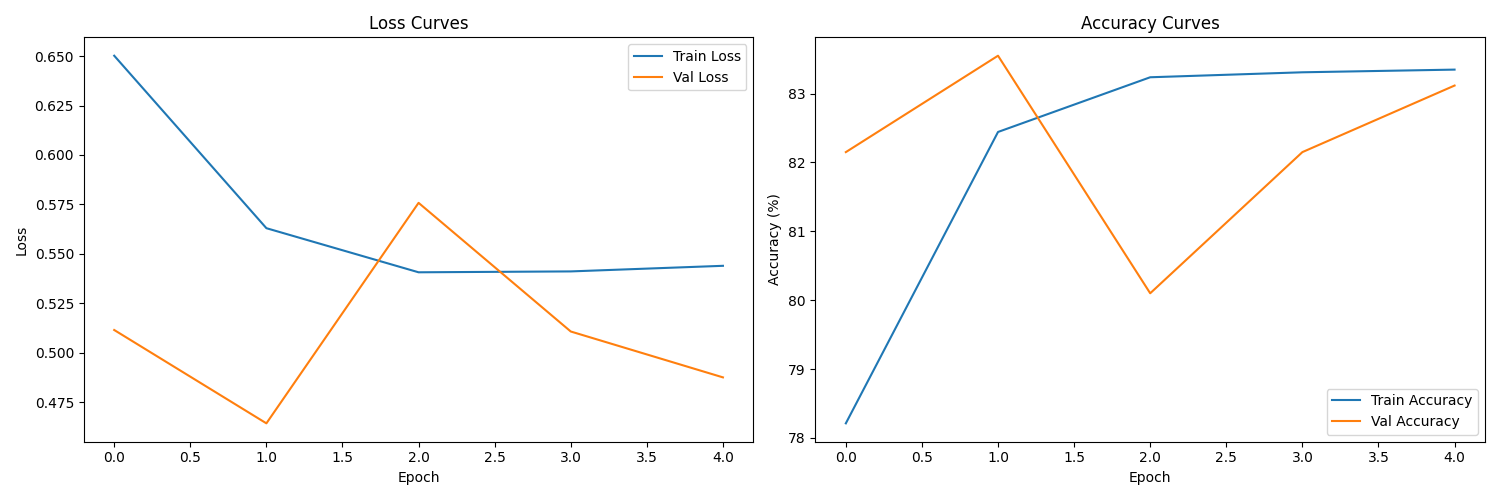 Loss Curves
0.650
0.625
0.600
0.575
0.550
0.525
0.500
0.475
Loss
Train Loss
Val Loss
0.0 0.5 1.0 1.5 2.0 2.5 3.0 3.5 4.0
Epoch
Accuracy Curves
83
82
81
80
79
78
Accuracy (%)
Train Accuracy
Val Accuracy
0.0 0.5 1.0 1.5 2.0 2.5 3.0 3.5 4.0
Epoch